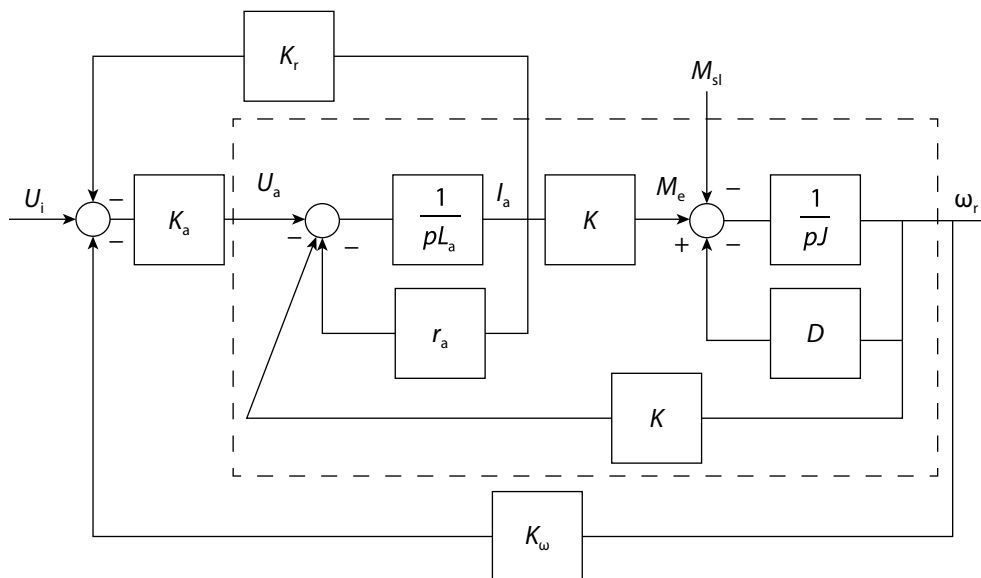 K_r
M_sl
U_i
−
−
K_a
U_a
−
−
1
pL_a
I_a
K
M_e
+
−
−
1
pJ
ω_r
r_a
D
K
K_ω